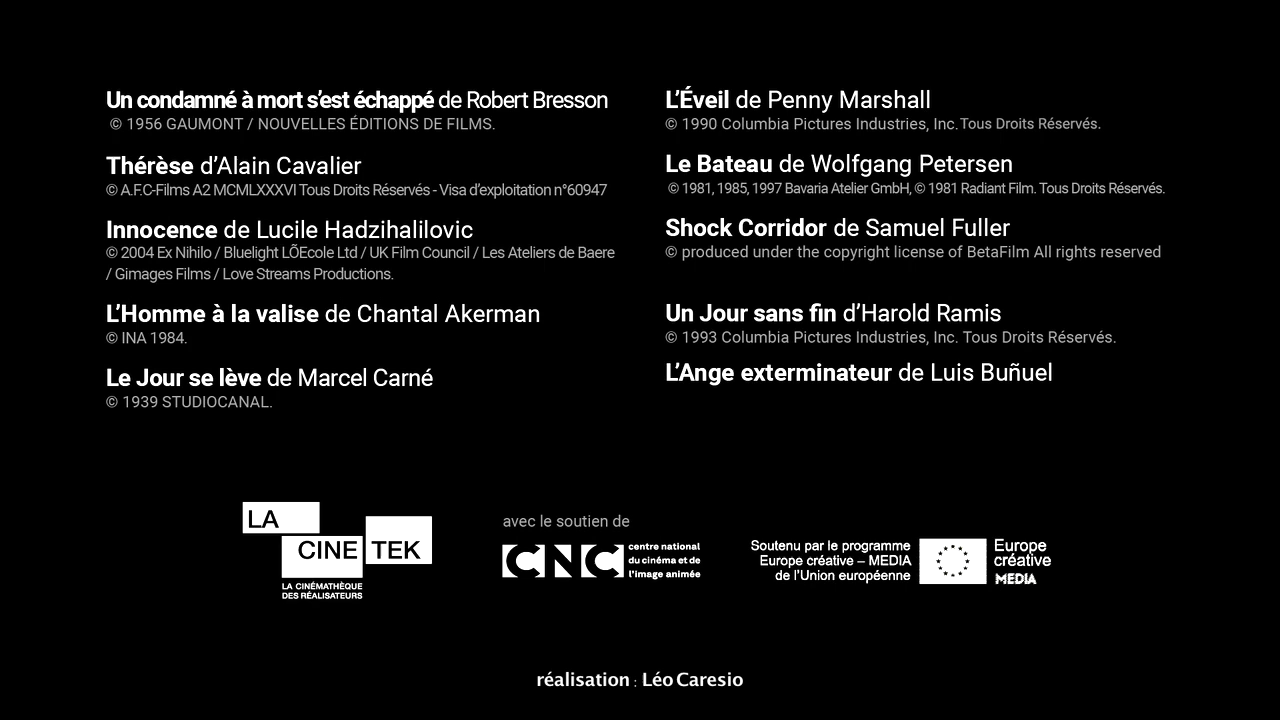 Un condamné à mort s’est échappé de Robert Bresson
© 1956 GAUMONT / NOUVELLES ÉDITIONS DE FILMS.
Thérèse d’Alain Cavalier
© A.F.C-Films A2 MCMLXXXVI Tous Droits Réservés - Visa d’exploitation n°60947
Innocence de Lucile Hadzihalilovic
© 2004 Ex Nihilo / Bluelight LÕEcole Ltd / UK Film Council / Les Ateliers de Baere
/ Gimages Films / Love Streams Productions.
L’Homme à la valise de Chantal Akerman
© INA 1984.
Le Jour se lève de Marcel Carné
© 1939 STUDIOCANAL.
L’Éveil de Penny Marshall
© 1990 Columbia Pictures Industries, Inc. Tous Droits Réservés.
Le Bateau de Wolfgang Petersen
© 1981, 1985, 1997 Bavaria Atelier GmbH, © 1981 Radiant Film. Tous Droits Réservés.
Shock Corridor de Samuel Fuller
© produced under the copyright license of BetaFilm All rights reserved
Un Jour sans fin d’Harold Ramis
© 1993 Columbia Pictures Industries, Inc. Tous Droits Réservés.
L’Ange exterminateur de Luis Buñuel
LA
CINE TEK
LA CINÉMATHÈQUE
DES RÉALISATEURS
avec le soutien de
CNC
centre national
du cinéma et de
l’image animée
Soutenu par le programme
Europe créative – MEDIA
de l’Union européenne
Europe
créative
MEDIA
réalisation : Léo Caresio